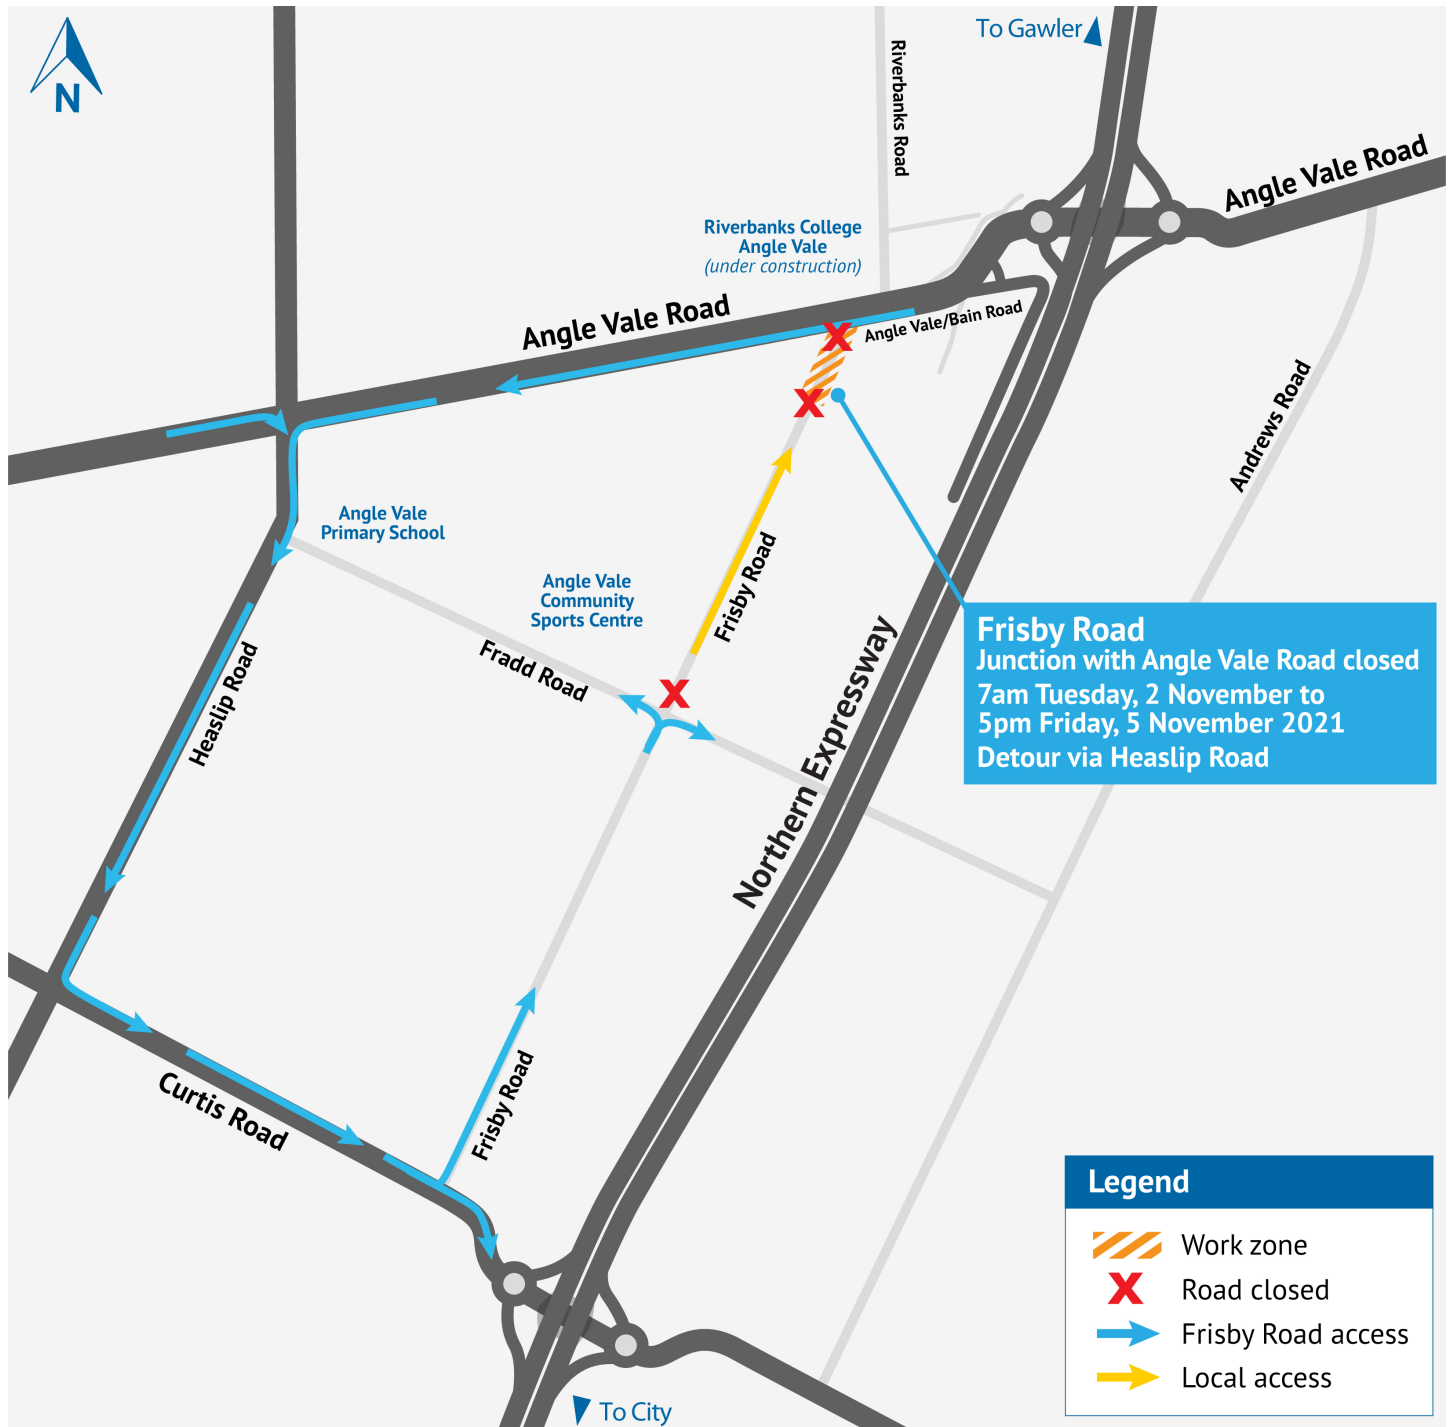 To Gawler
N
Riverbanks Road
Angle Vale Road
Riverbanks College
Angle Vale
(under construction)
Angle Vale Road
Angle Vale/Bain Road
X
X
Andrews Road
Angle Vale
Primary School
Frisby Road
Angle Vale
Community
Sports Centre
Fradd Road
X
Heaslip Road
Northern Expressway
Frisby Road
Junction with Angle Vale Road closed
7am Tuesday, 2 November to
5pm Friday, 5 November 2021
Detour via Heaslip Road
Curtis Road
Frisby Road
To City
Legend
Work zone
X Road closed
Frisby Road access
Local access